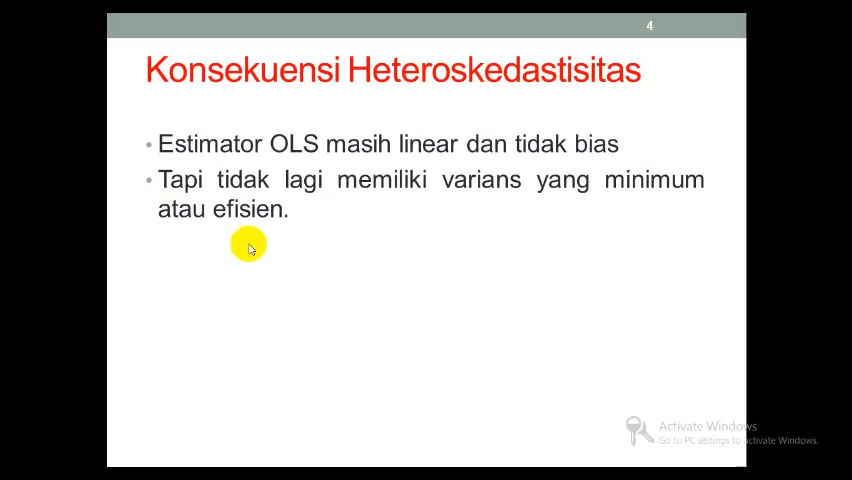 4
Konsekuensi Heteroskedastisitas
• Estimator OLS masih linear dan tidak bias
• Tapi tidak lagi memiliki varians yang minimum
atau efisien.
Activate Windows
Go to PC settings to activate Windows.